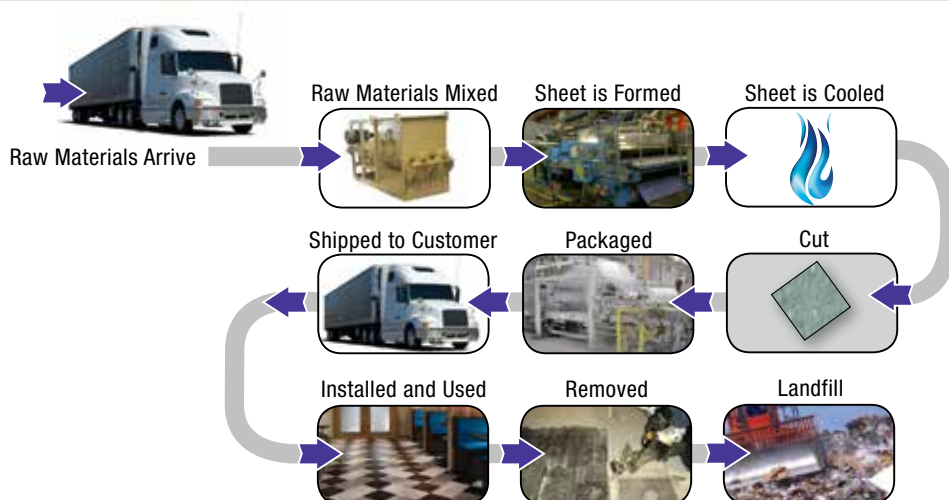 Raw Materials Arrive
Raw Materials Mixed
Sheet is Formed
Sheet is Cooled
Cut
Packaged
Shipped to Customer
Installed and Used
Removed
Landfill